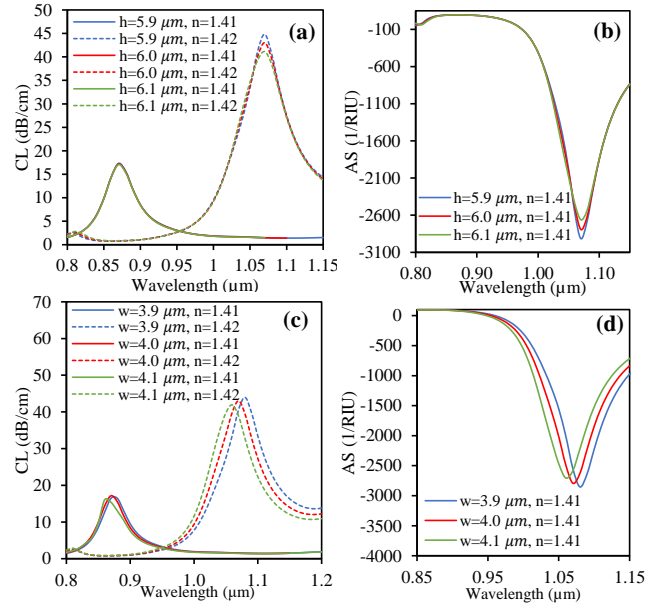 50
45
40
35
30
25
20
15
10
5
0
CL (dB/cm)
h=5.9 μm, n=1.41
h=5.9 μm, n=1.42
h=6.0 μm, n=1.41
h=6.0 μm, n=1.42
h=6.1 μm, n=1.41
h=6.1 μm, n=1.42
(a)
0.8 0.85 0.9 0.95 1 1.05 1.1 1.15
Wavelength (μm)
-100
-600
-1100
-1600
-2100
-2600
-3100
AS (1/RIU)
(b)
h=5.9 μm, n=1.41
h=6.0 μm, n=1.41
h=6.1 μm, n=1.41
0.80 0.90 1.00 1.10
Wavelength (μm)
70
60
50
40
30
20
10
0
CL (dB/cm)
w=3.9 μm, n=1.41
w=3.9 μm, n=1.42
w=4.0 μm, n=1.41
w=4.0 μm, n=1.42
w=4.1 μm, n=1.41
w=4.1 μm, n=1.42
(c)
0.8 0.9 1 1.1 1.2
Wavelength (μm)
0
-500
-1000
-1500
-2000
-2500
-3000
-3500
-4000
AS (1/RIU)
(d)
w=3.9 μm, n=1.41
w=4.0 μm, n=1.41
w=4.1 μm, n=1.41
0.85 0.95 1.05 1.15
Wavelength (μm)